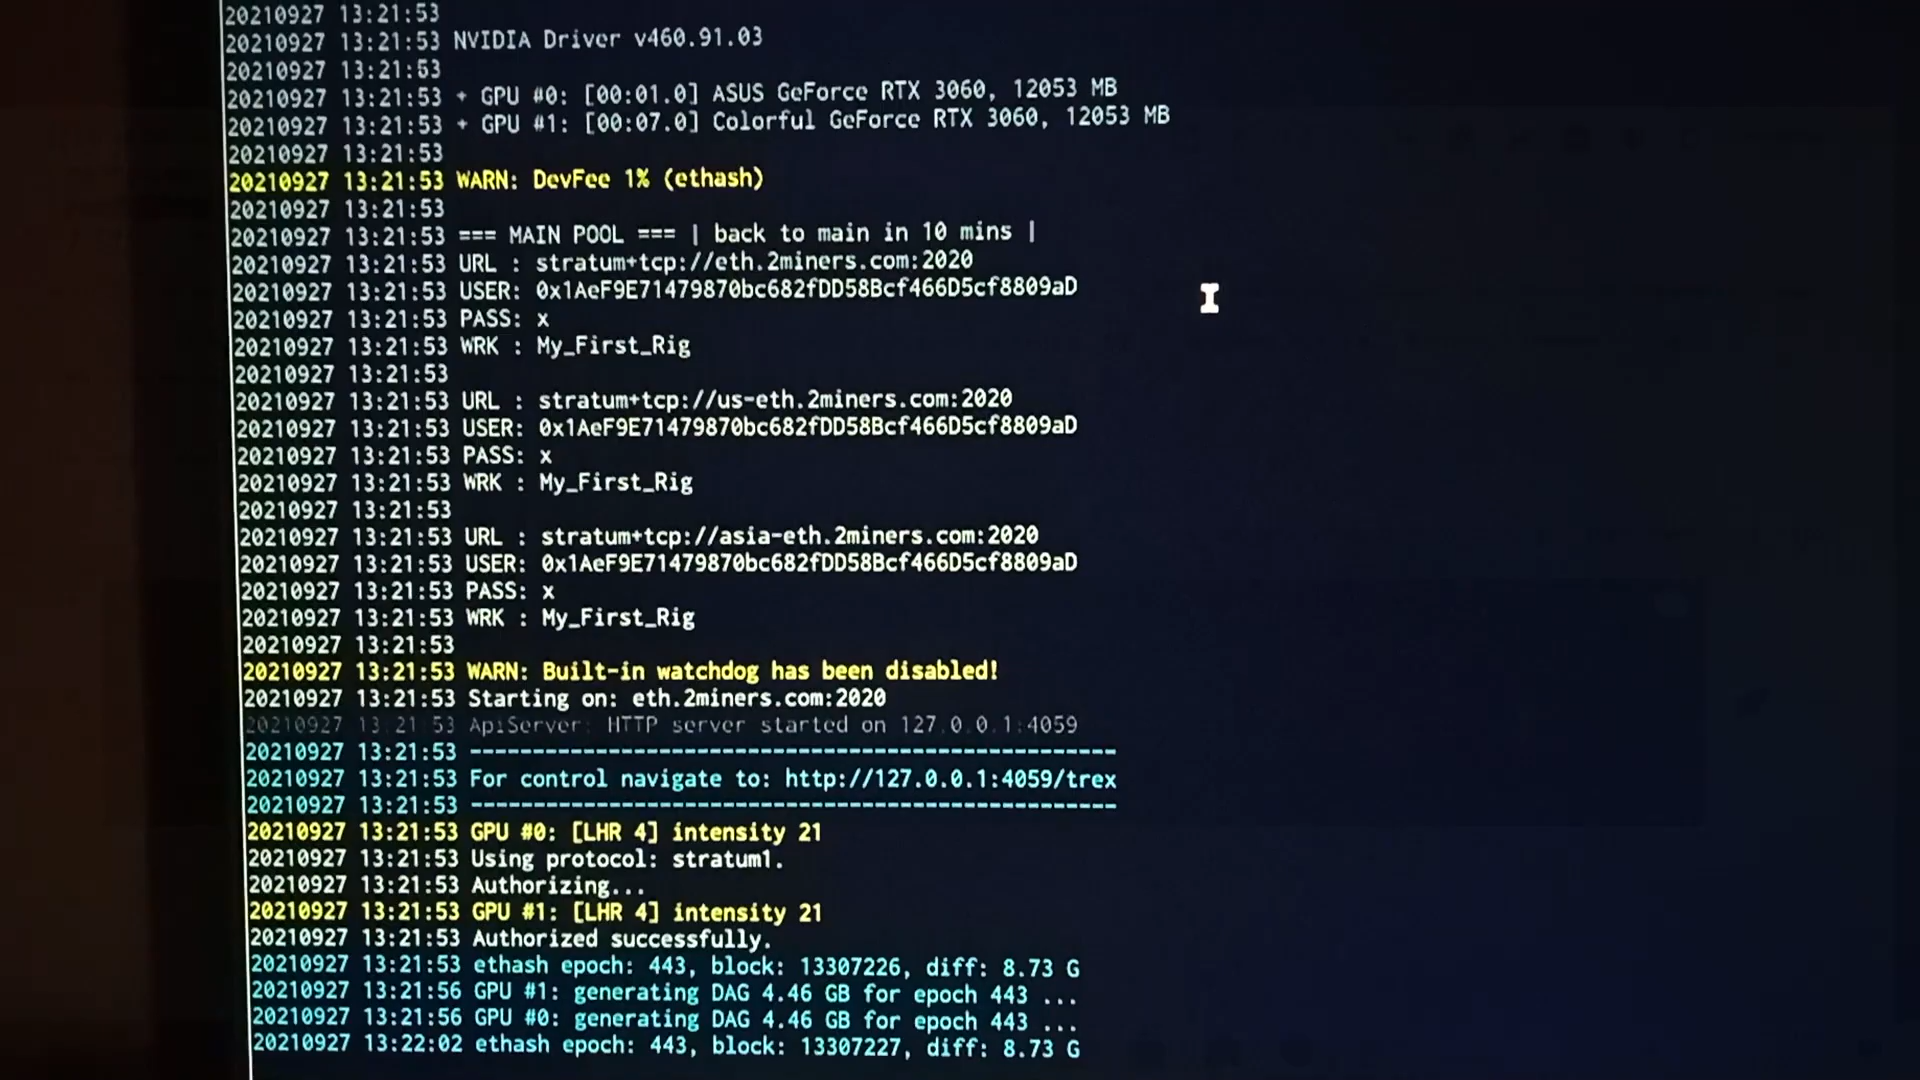 20210927 13:21:53
20210927 13:21:53 NVIDIA Driver v460.91.03
20210927 13:21:53
20210927 13:21:53 + GPU #0: [00:01.0] ASUS GeForce RTX 3060, 12053 MB
20210927 13:21:53 + GPU #1: [00:07.0] Colorful GeForce RTX 3060, 12053 MB
20210927 13:21:53
20210927 13:21:53 WARN: DevFee 1% (ethash)
20210927 13:21:53
20210927 13:21:53 === MAIN POOL === | back to main in 10 mins |
20210927 13:21:53 URL : stratum+tcp://eth.2miners.com:2020
20210927 13:21:53 USER: 0x1AeF9E71479870bc682fDD58Bcf466D5cf8809aD
20210927 13:21:53 PASS: x
20210927 13:21:53 WRK : My_First_Rig
20210927 13:21:53
20210927 13:21:53 URL : stratum+tcp://us-eth.2miners.com:2020
20210927 13:21:53 USER: 0x1AeF9E71479870bc682fDD58Bcf466D5cf8809aD
20210927 13:21:53 PASS: x
20210927 13:21:53 WRK : My_First_Rig
20210927 13:21:53
20210927 13:21:53 URL : stratum+tcp://asia-eth.2miners.com:2020
20210927 13:21:53 USER: 0x1AeF9E71479870bc682fDD58Bcf466D5cf8809aD
20210927 13:21:53 PASS: x
20210927 13:21:53 WRK : My_First_Rig
20210927 13:21:53
20210927 13:21:53 WARN: Built-in watchdog has been disabled!
20210927 13:21:53 Starting on: eth.2miners.com:2020
20210927 13:21:53 ApiServer: HTTP server started on 127.0.0.1:4059
20210927 13:21:53 ---------------------------------------------------
20210927 13:21:53 For control navigate to: http://127.0.0.1:4059/trex
20210927 13:21:53 ---------------------------------------------------
20210927 13:21:53 GPU #0: [LHR 4] intensity 21
20210927 13:21:53 Using protocol: stratum1.
20210927 13:21:53 Authorizing...
20210927 13:21:53 GPU #1: [LHR 4] intensity 21
20210927 13:21:53 Authorized successfully.
20210927 13:21:53 ethash epoch: 443, block: 13307226, diff: 8.73 G
20210927 13:21:56 GPU #1: generating DAG 4.46 GB for epoch 443 ...
20210927 13:21:56 GPU #0: generating DAG 4.46 GB for epoch 443 ...
20210927 13:22:02 ethash epoch: 443, block: 13307227, diff: 8.73 G